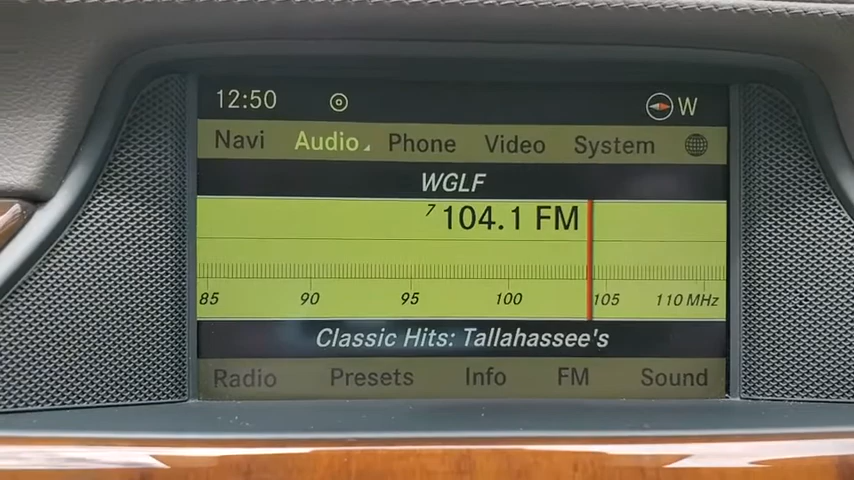 12:50 W
Navi Audio Phone Video System
WGLF
7 104.1 FM
85 90 95 100 105 110 MHz
Classic Hits: Tallahassee's
Radio Presets Info FM Sound